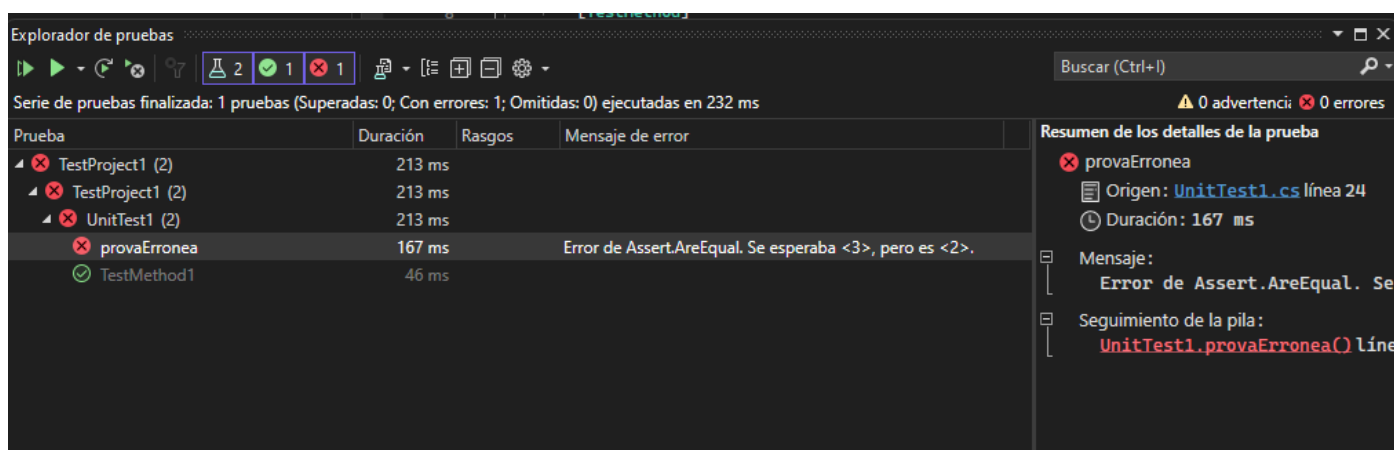 [TestMethod]
Explorador de pruebas
2 1 1 Buscar (Ctrl+I)
Serie de pruebas finalizada: 1 pruebas (Superadas: 0; Con errores: 1; Omitidas: 0) ejecutadas en 232 ms 0 advertencia 0 errores
Prueba Duración Rasgos Mensaje de error
TestProject1 (2) 213 ms
TestProject1 (2) 213 ms
UnitTest1 (2) 213 ms
provaErronea 167 ms Error de Assert.AreEqual. Se esperaba <3>, pero es <2>.
TestMethod1 46 ms
Resumen de los detalles de la prueba
provaErronea
Origen: UnitTest1.cs línea 24
Duración: 167 ms
Mensaje:
Error de Assert.AreEqual. Se
Seguimiento de la pila:
UnitTest1.provaErronea() líne